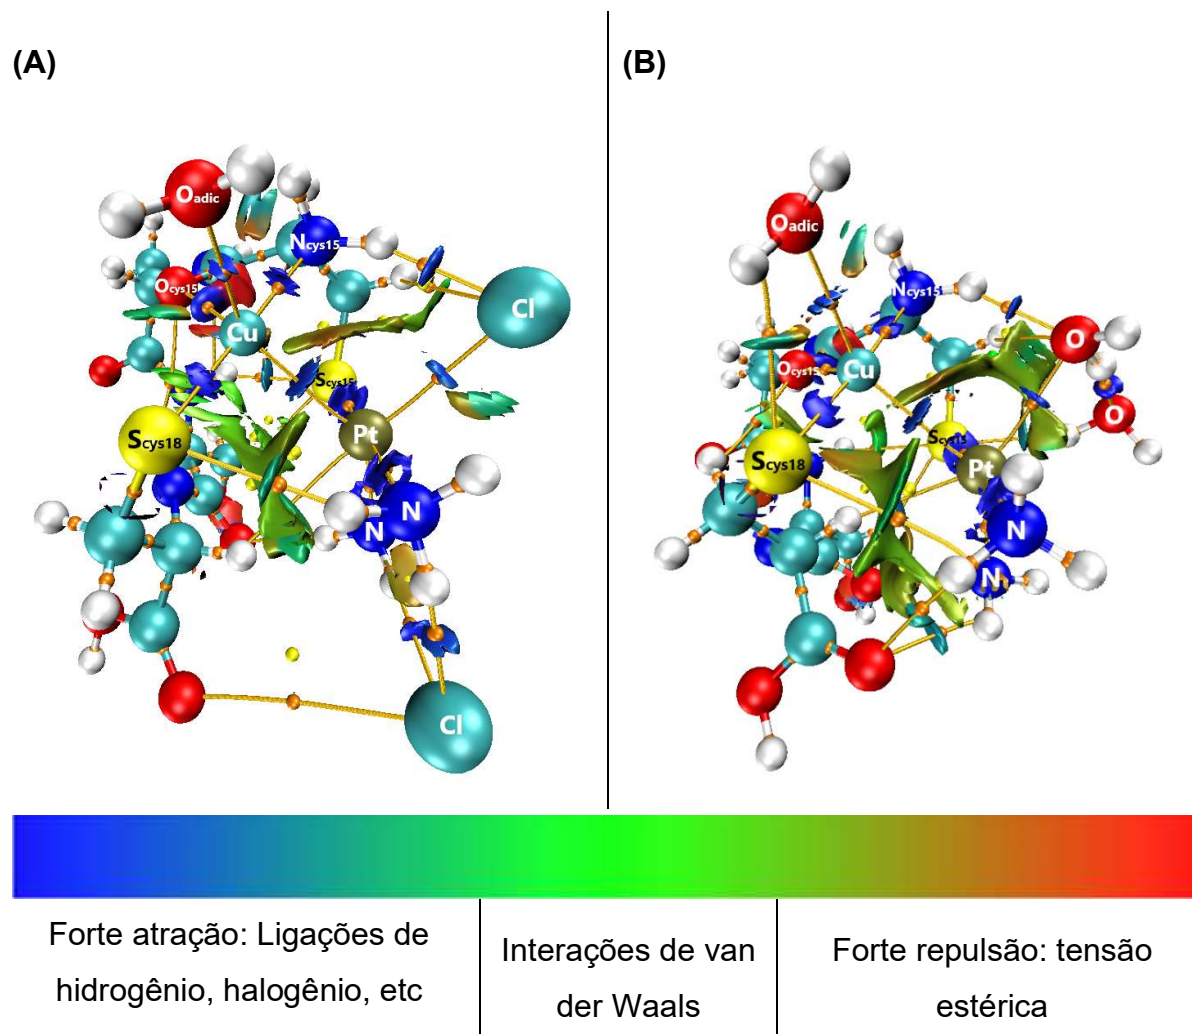 (A)
(B)
Oadic
Ncys15
Ocys15
Cu
Cl
Scys15
Scys18
Pt
N
N
Cl
Oadic
Ncys15
Ocys15
Cu
O
O
Scys15
Scys18
Pt
N
N
Forte atração: Ligações de
hidrogênio, halogênio, etc
Interações de van
der Waals
Forte repulsão: tensão
estérica